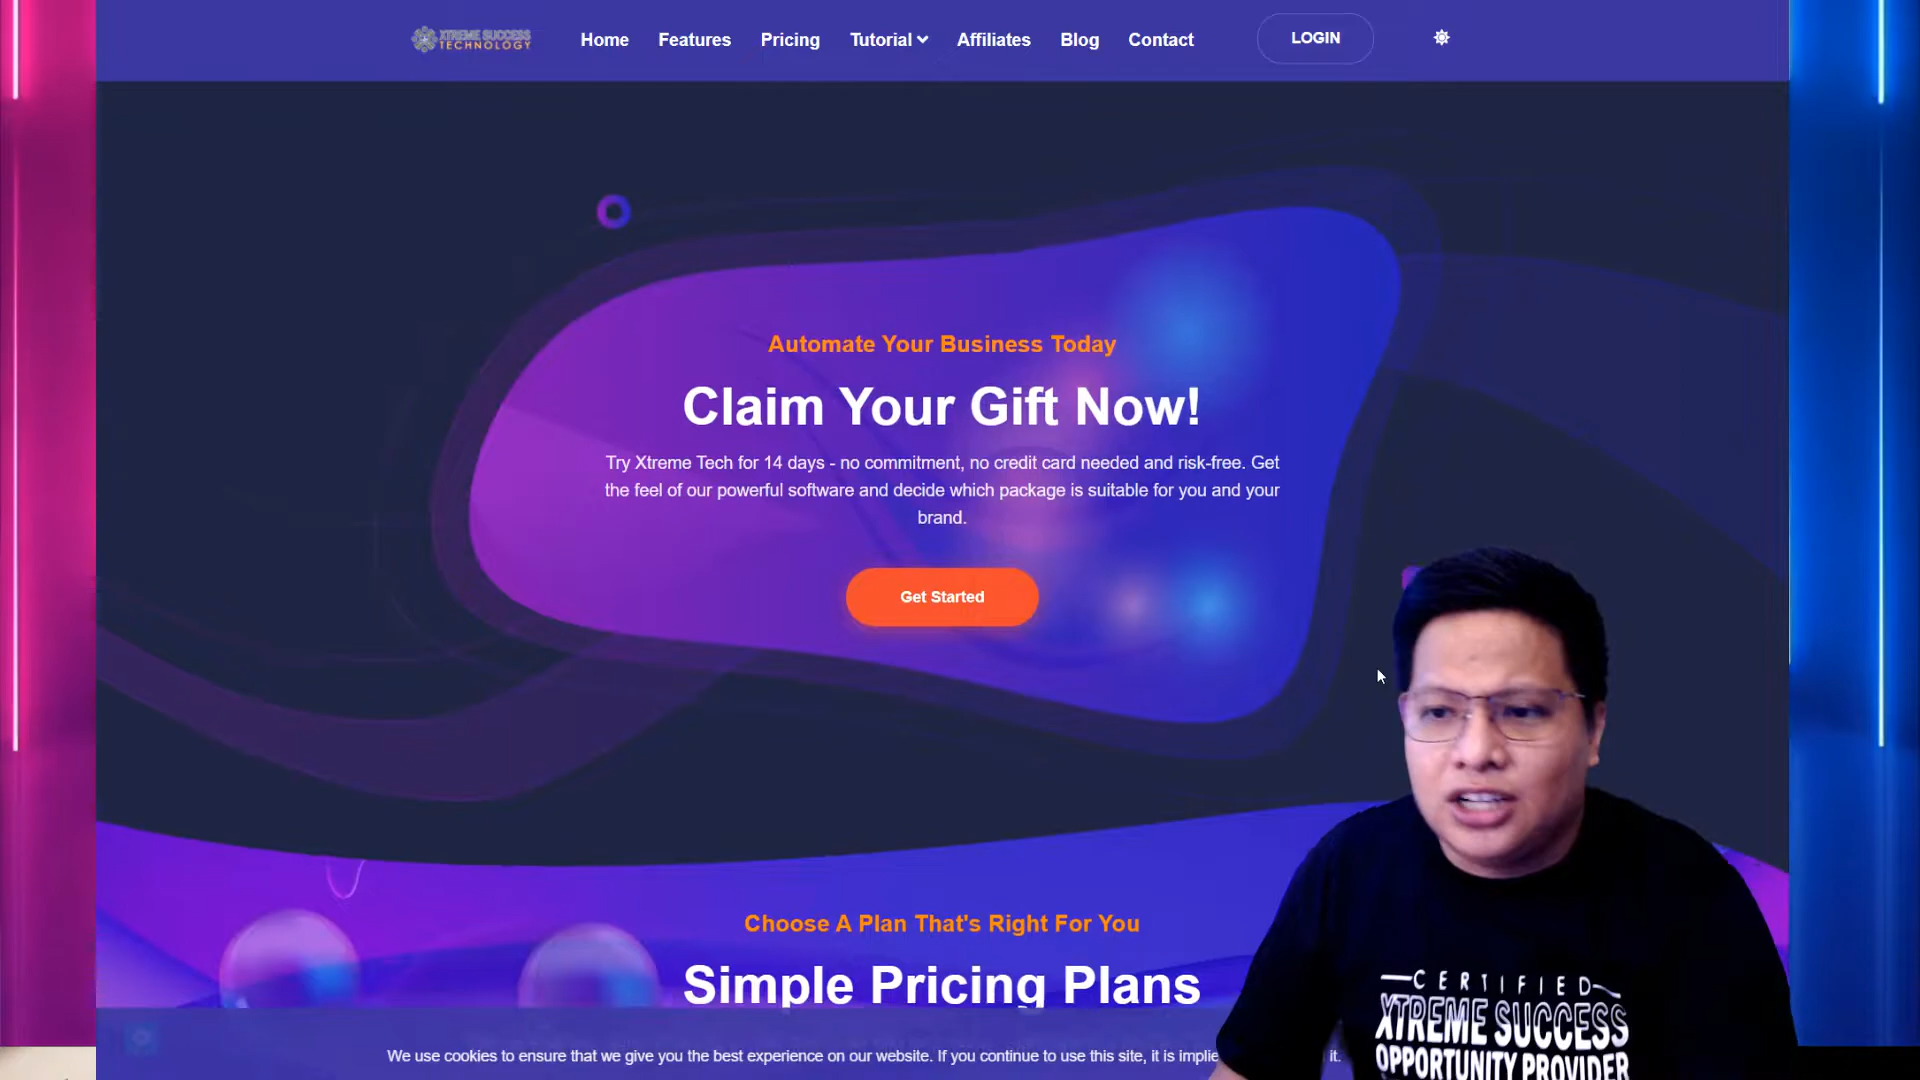 XTREME SUCCESS
TECHNOLOGY
Home Features Pricing Tutorial Affiliates Blog Contact LOGIN
Automate Your Business Today
Claim Your Gift Now!
Try Xtreme Tech for 14 days - no commitment, no credit card needed and risk-free. Get
the feel of our powerful software and decide which package is suitable for you and your
brand.
Get Started
Choose A Plan That's Right For You
Simple Pricing Plans
We use cookies to ensure that we give you the best experience on our website. If you continue to use this site, it is implie it.
CERTIFIED
XTREME SUCCESS
OPPORTUNITY PROVIDER